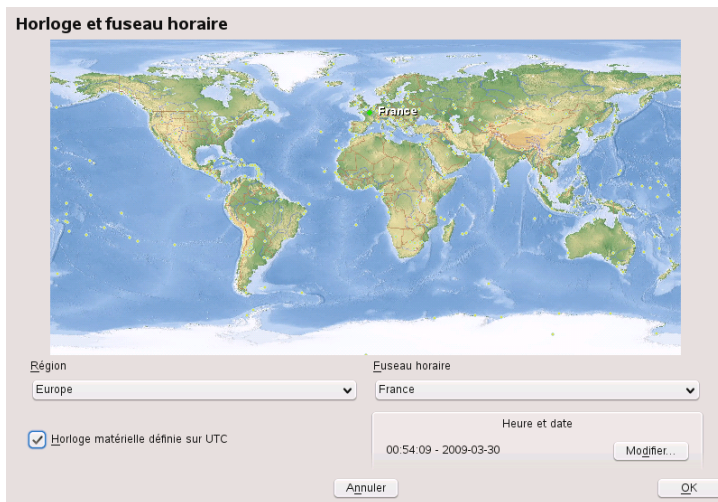 Horloge et fuseau horaire
France
Région
Fuseau horaire
Europe
France
Horloge matérielle définie sur UTC
Heure et date
00:54:09 - 2009-03-30
Modifier...
Annuler
OK